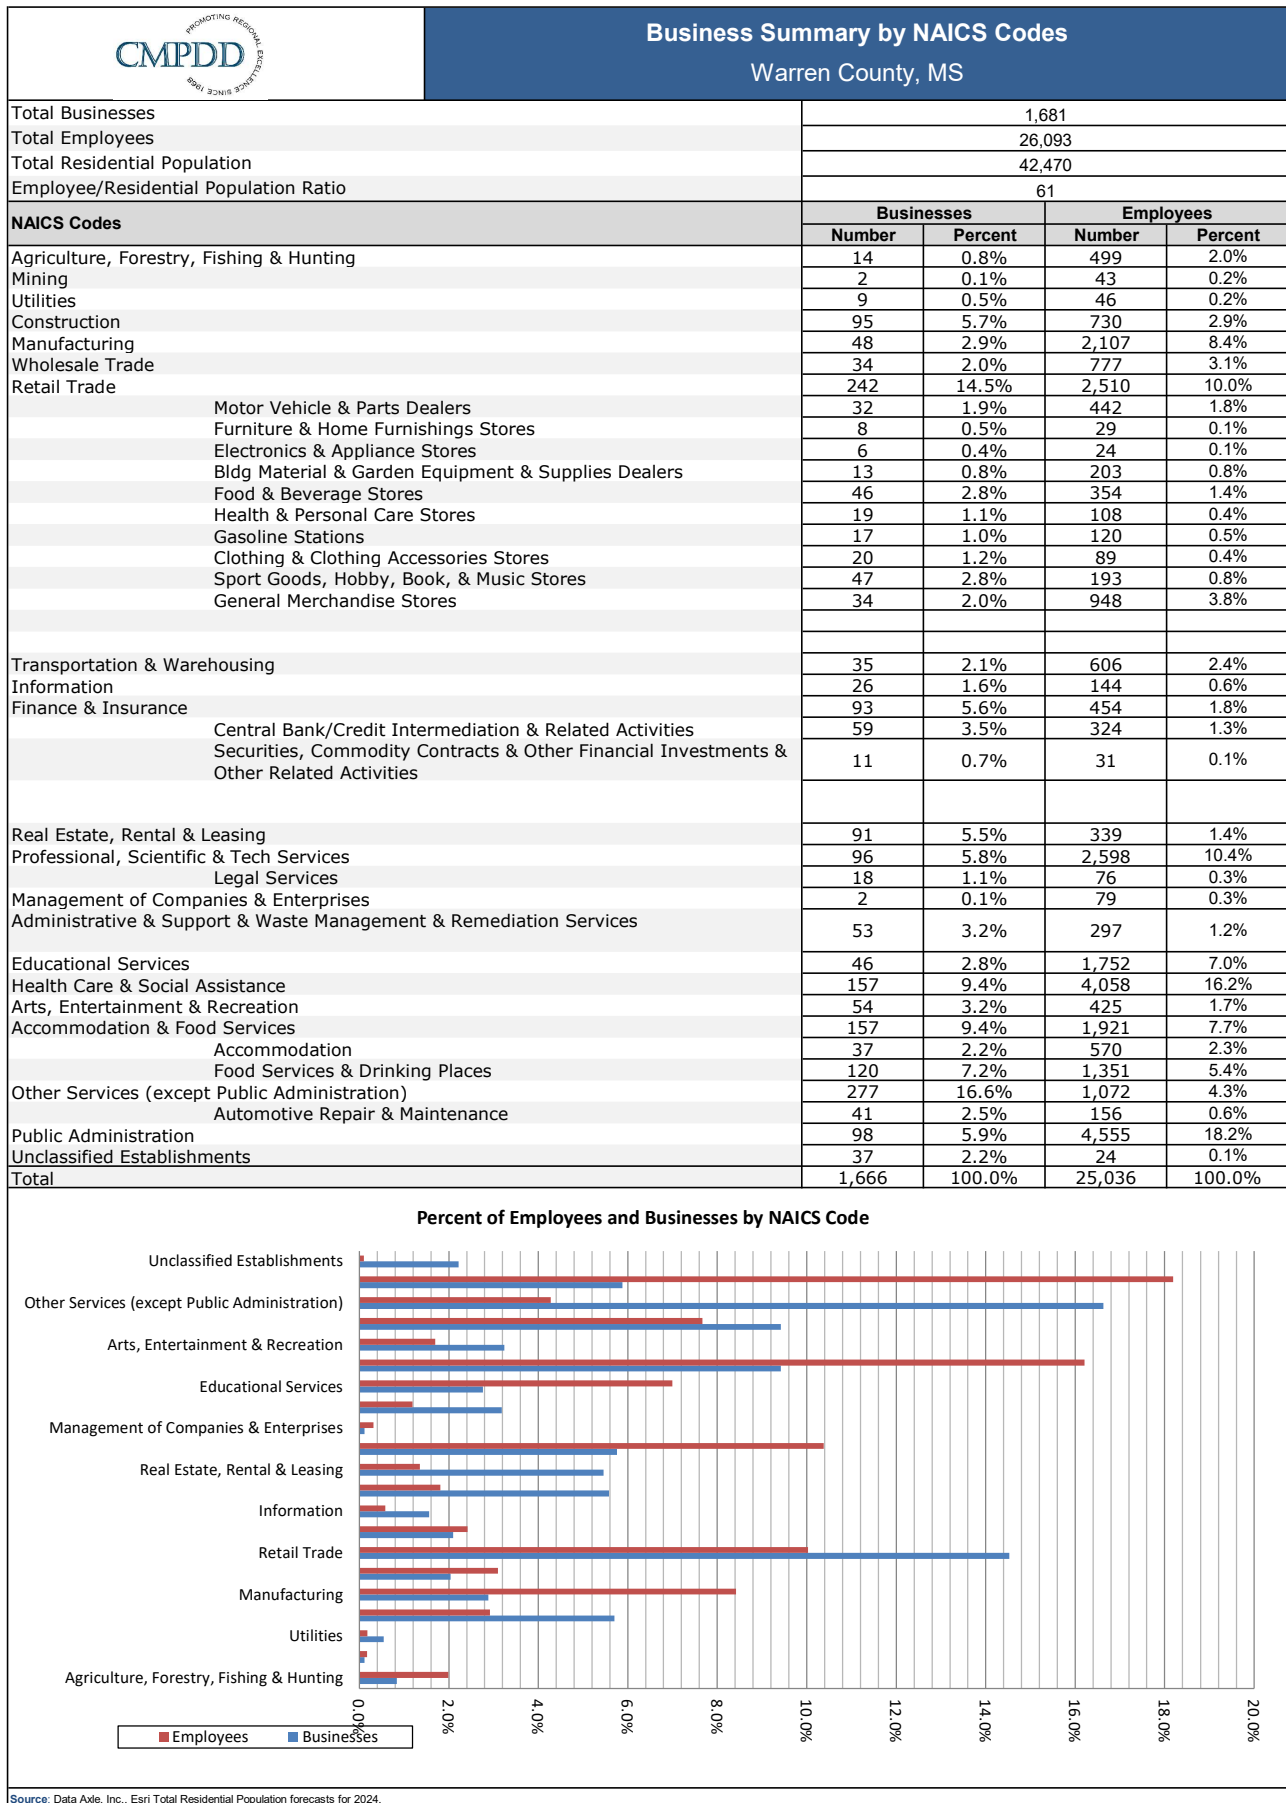 PROMOTING REGIONAL EXCELLENCE SINCE 1968
CMPDD
Business Summary by NAICS Codes
Warren County, MS
Total Businesses 1,681
Total Employees 26,093
Total Residential Population 42,470
Employee/Residential Population Ratio 61
NAICS Codes Businesses Employees
Number Percent Number Percent
Agriculture, Forestry, Fishing & Hunting 14 0.8% 499 2.0%
Mining 2 0.1% 43 0.2%
Utilities 9 0.5% 46 0.2%
Construction 95 5.7% 730 2.9%
Manufacturing 48 2.9% 2,107 8.4%
Wholesale Trade 34 2.0% 777 3.1%
Retail Trade 242 14.5% 2,510 10.0%
Motor Vehicle & Parts Dealers 32 1.9% 442 1.8%
Furniture & Home Furnishings Stores 8 0.5% 29 0.1%
Electronics & Appliance Stores 6 0.4% 24 0.1%
Bldg Material & Garden Equipment & Supplies Dealers 13 0.8% 203 0.8%
Food & Beverage Stores 46 2.8% 354 1.4%
Health & Personal Care Stores 19 1.1% 108 0.4%
Gasoline Stations 17 1.0% 120 0.5%
Clothing & Clothing Accessories Stores 20 1.2% 89 0.4%
Sport Goods, Hobby, Book, & Music Stores 47 2.8% 193 0.8%
General Merchandise Stores 34 2.0% 948 3.8%
Transportation & Warehousing 35 2.1% 606 2.4%
Information 26 1.6% 144 0.6%
Finance & Insurance 93 5.6% 454 1.8%
Central Bank/Credit Intermediation & Related Activities 59 3.5% 324 1.3%
Securities, Commodity Contracts & Other Financial Investments &
Other Related Activities 11 0.7% 31 0.1%
Real Estate, Rental & Leasing 91 5.5% 339 1.4%
Professional, Scientific & Tech Services 96 5.8% 2,598 10.4%
Legal Services 18 1.1% 76 0.3%
Management of Companies & Enterprises 2 0.1% 79 0.3%
Administrative & Support & Waste Management & Remediation Services 53 3.2% 297 1.2%
Educational Services 46 2.8% 1,752 7.0%
Health Care & Social Assistance 157 9.4% 4,058 16.2%
Arts, Entertainment & Recreation 54 3.2% 425 1.7%
Accommodation & Food Services 157 9.4% 1,921 7.7%
Accommodation 37 2.2% 570 2.3%
Food Services & Drinking Places 120 7.2% 1,351 5.4%
Other Services (except Public Administration) 277 16.6% 1,072 4.3%
Automotive Repair & Maintenance 41 2.5% 156 0.6%
Public Administration 98 5.9% 4,555 18.2%
Unclassified Establishments 37 2.2% 24 0.1%
Total 1,666 100.0% 25,036 100.0%
Percent of Employees and Businesses by NAICS Code
Unclassified Establishments
Other Services (except Public Administration)
Arts, Entertainment & Recreation
Educational Services
Management of Companies & Enterprises
Real Estate, Rental & Leasing
Information
Retail Trade
Manufacturing
Utilities
Agriculture, Forestry, Fishing & Hunting
0.0% 2.0% 4.0% 6.0% 8.0% 10.0% 12.0% 14.0% 16.0% 18.0% 20.0%
Employees Businesses
Source: Data Axle, Inc., Esri Total Residential Population forecasts for 2024.